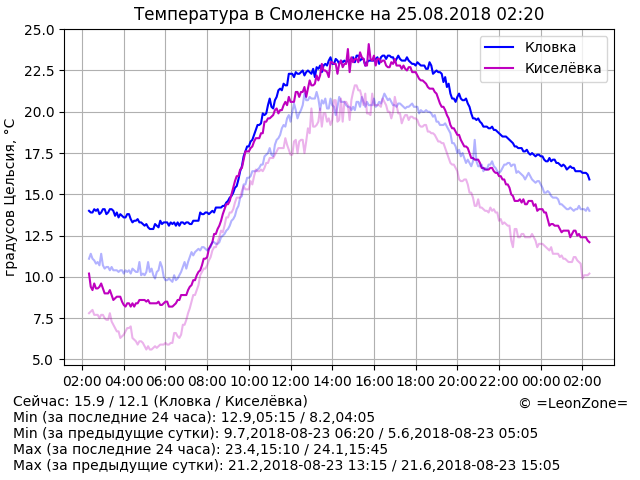 Температура в Смоленске на 25.08.2018 02:20
градусов Цельсия, °C
25.0
22.5
20.0
17.5
15.0
12.5
10.0
7.5
5.0
Кловка
Киселёвка
02:00 04:00 06:00 08:00 10:00 12:00 14:00 16:00 18:00 20:00 22:00 00:00 02:00
Сейчас: 15.9 / 12.1 (Кловка / Киселёвка)
© =LeonZone=
Min (за последние 24 часа): 12.9,05:15 / 8.2,04:05
Min (за предыдущие сутки): 9.7,2018-08-23 06:20 / 5.6,2018-08-23 05:05
Max (за последние 24 часа): 23.4,15:10 / 24.1,15:45
Max (за предыдущие сутки): 21.2,2018-08-23 13:15 / 21.6,2018-08-23 15:05